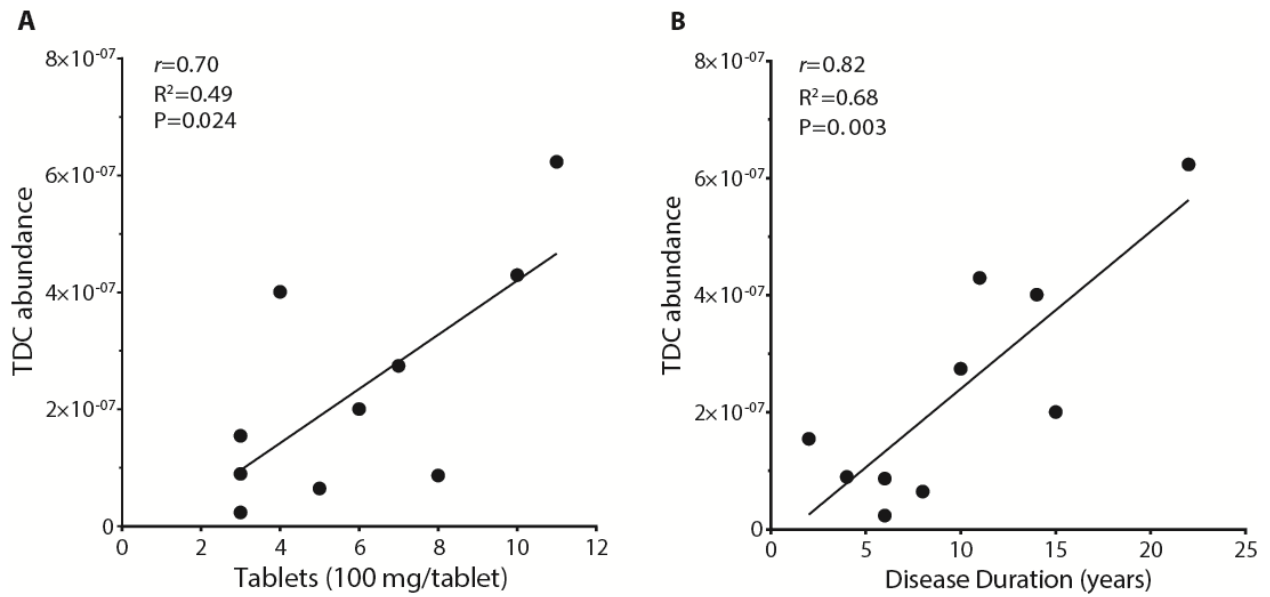 A
r=0.70
R²=0.49
P=0.024
8×10⁻⁰⁷
6×10⁻⁰⁷
4×10⁻⁰⁷
2×10⁻⁰⁷
0
TDC abundance
0 2 4 6 8 10 12
Tablets (100 mg/tablet)
B
r=0.82
R²=0.68
P=0.003
8×10⁻⁰⁷
6×10⁻⁰⁷
4×10⁻⁰⁷
2×10⁻⁰⁷
0
TDC abundance
0 5 10 15 20 25
Disease Duration (years)